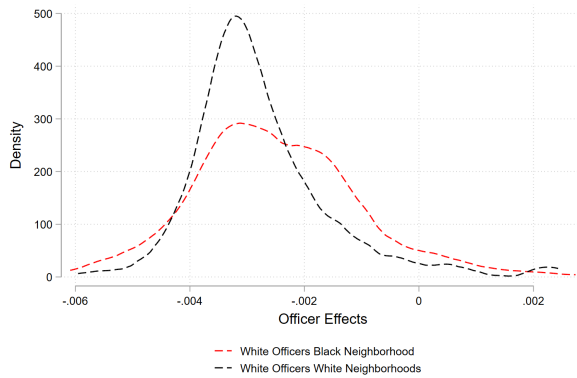 500
400
300
200
100
0
Density
-.006 -.004 -.002 0 .002
Officer Effects
White Officers Black Neighborhood
White Officers White Neighborhoods